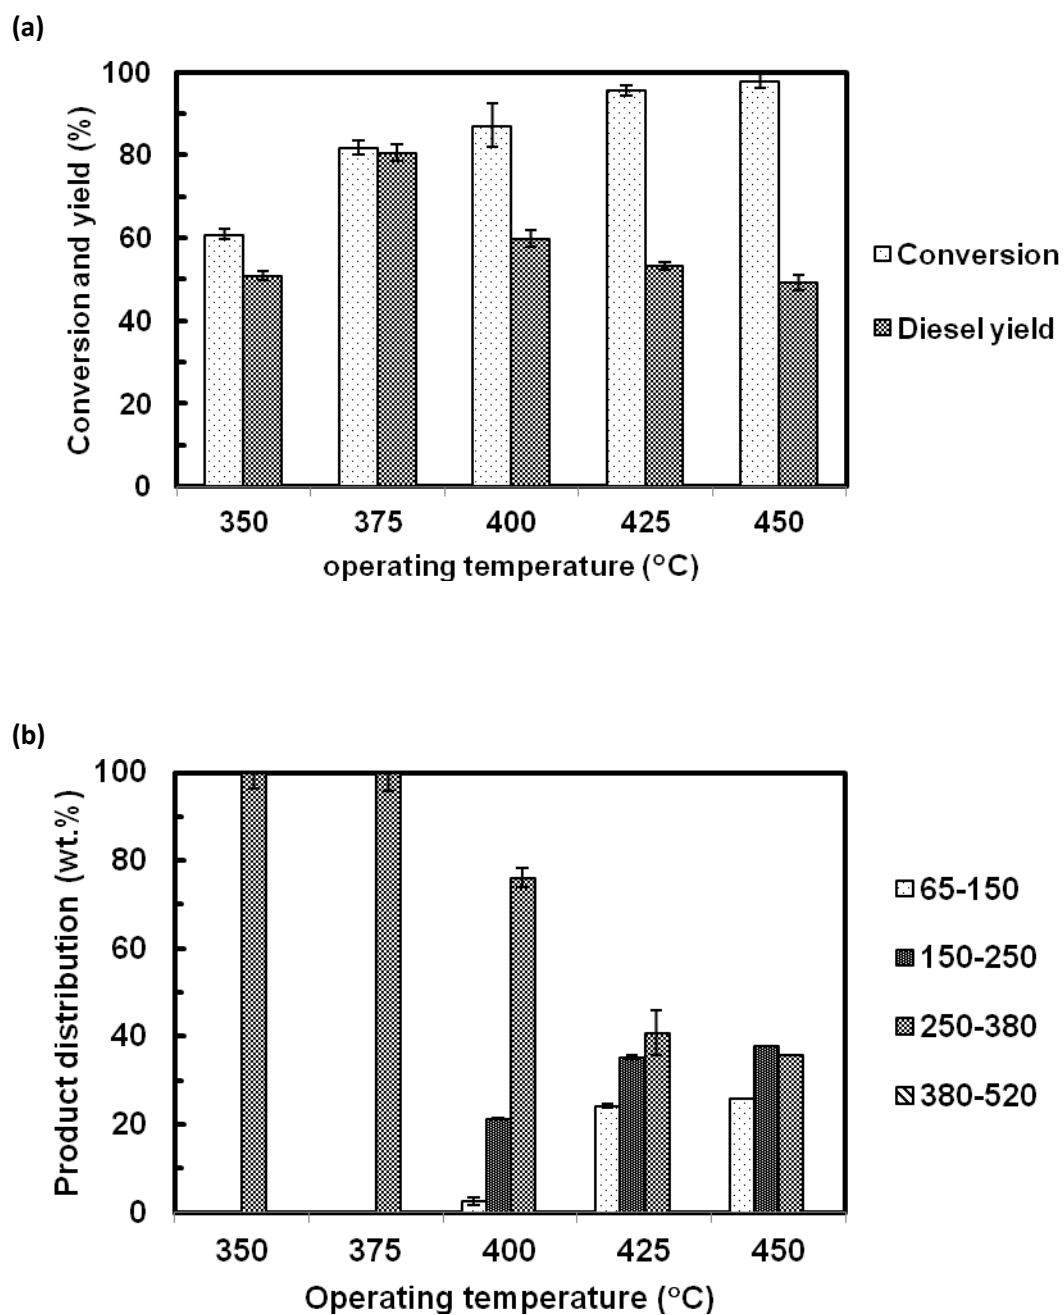 (a)
Conversion and yield (%)
100
80
60
40
20
0
350 375 400 425 450
operating temperature (°C)
Conversion
Diesel yield
(b)
Product distribution (wt.%)
100
80
60
40
20
0
350 375 400 425 450
Operating temperature (°C)
65-150
150-250
250-380
380-520